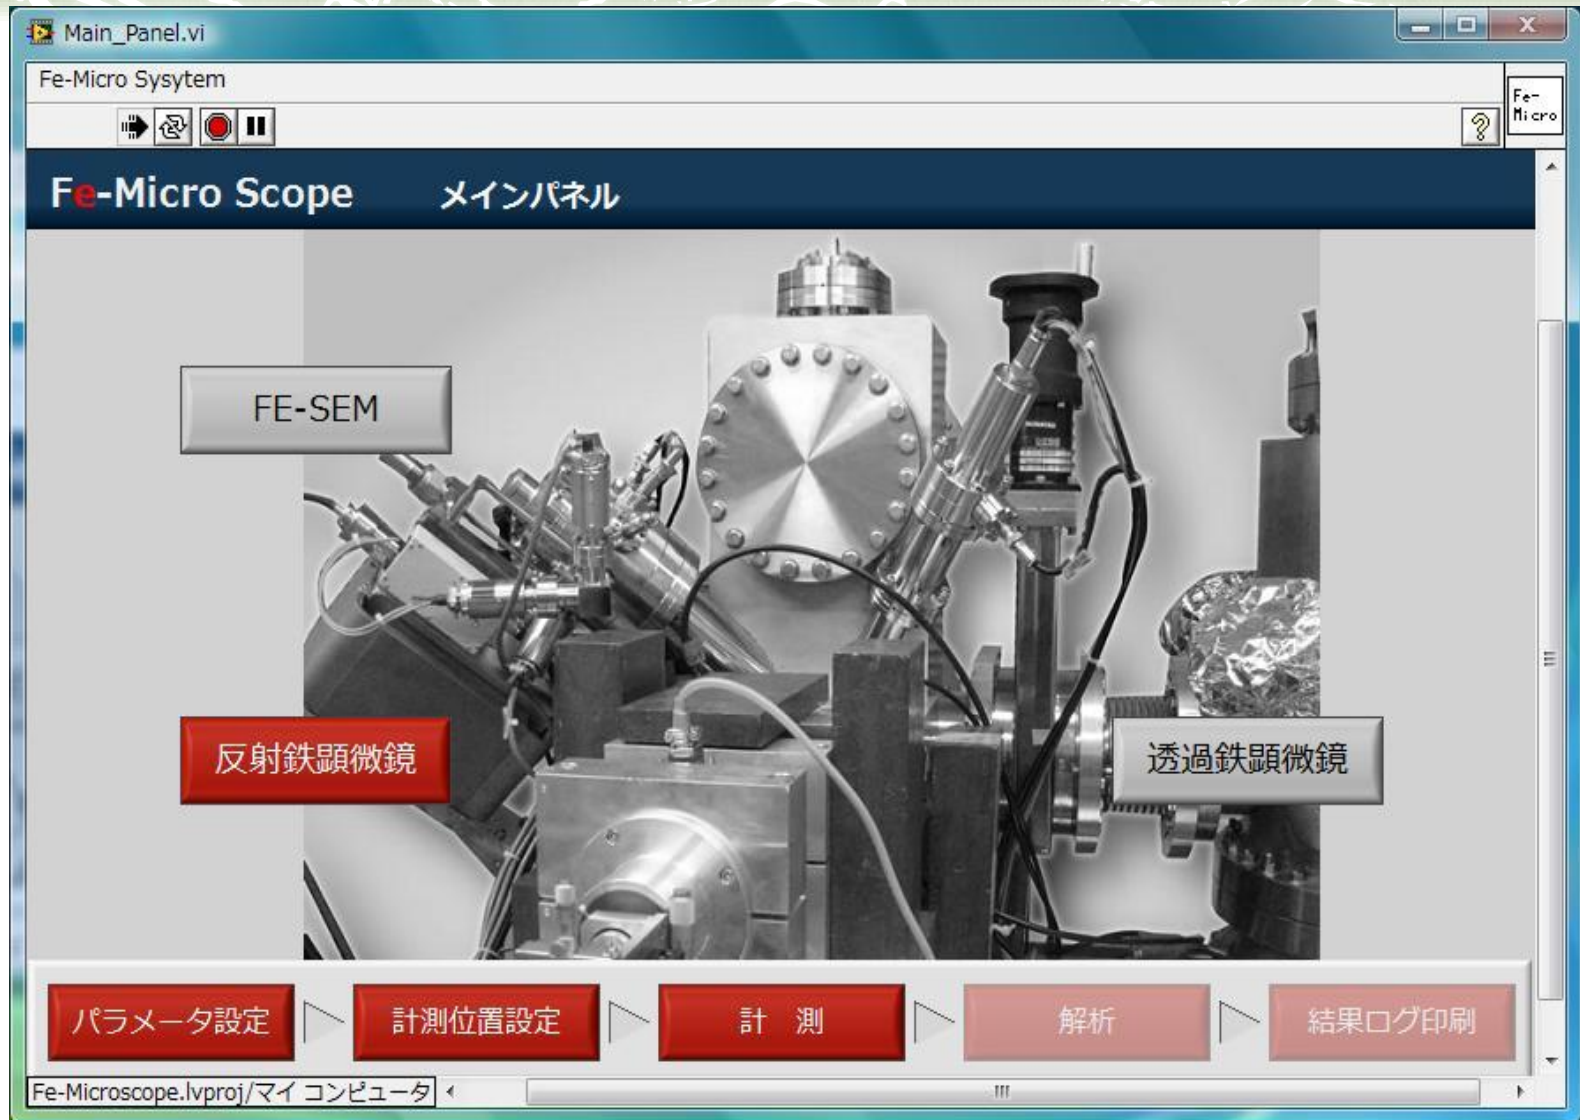 Main_Panel.vi
Fe-Micro Sysytem
Fe-
Micro
Fe-Micro Scope メインパネル
FE-SEM
反射鉄顕微鏡
透過鉄顕微鏡
パラメータ設定 計測位置設定 計 測 解析 結果ログ印刷
Fe-Microscope.lvproj/マイ コンピュータ